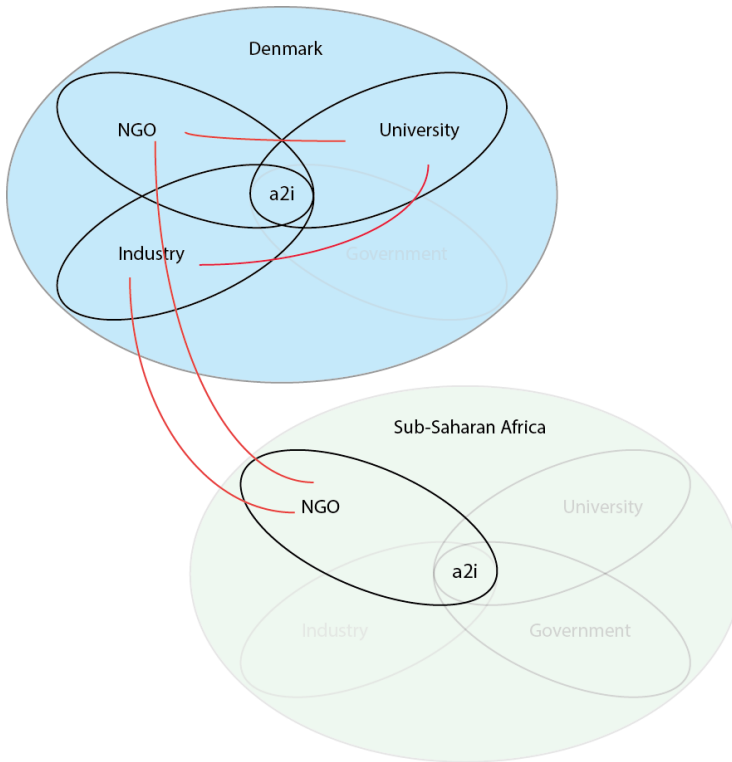 Denmark
NGO
University
a2i
Industry
Government
Sub-Saharan Africa
NGO
University
a2i
Industry
Government